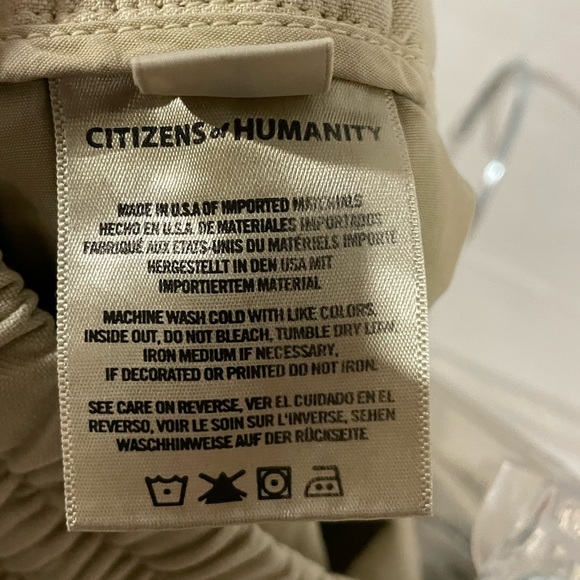 CITIZENS of HUMANITY
MADE IN U.S.A OF IMPORTED MATERIALS
HECHO EN U.S.A. DE MATERIALES IMPORTADOS
FABRIQUÉ AUX ETATS-UNIS DU MATÉRIELS IMPORTE
HERGESTELLT IN DEN USA MIT
IMPORTIERTEM MATERIAL
MACHINE WASH COLD WITH LIKE COLORS,
INSIDE OUT, DO NOT BLEACH, TUMBLE DRY LOW,
IRON MEDIUM IF NECESSARY,
IF DECORATED OR PRINTED DO NOT IRON.
SEE CARE ON REVERSE, VER EL CUIDADO EN EL
REVERSO, VOIR LE SOIN SUR L'INVERSE, SEHEN
WASCHHINWEISE AUF DER RÜCKSEITE